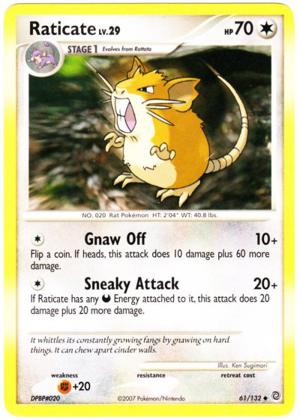 Raticate LV.29 HP 70
STAGE 1 Evolves from Rattata
NO. 020 Rat Pokémon HT: 2'04" WT: 40.8 lbs.
Gnaw Off 10+
Flip a coin. If heads, this attack does 10 damage plus 60 more
damage.
Sneaky Attack 20+
If Raticate has any Energy attached to it, this attack does 20
damage plus 20 more damage.
It whittles its constantly growing fangs by gnawing on hard
things. It can chew apart cinder walls.
Illus. Ken Sugimori
weakness resistance retreat cost
+20
DPBP#020 ©2007 Pokémon/Nintendo 61/132